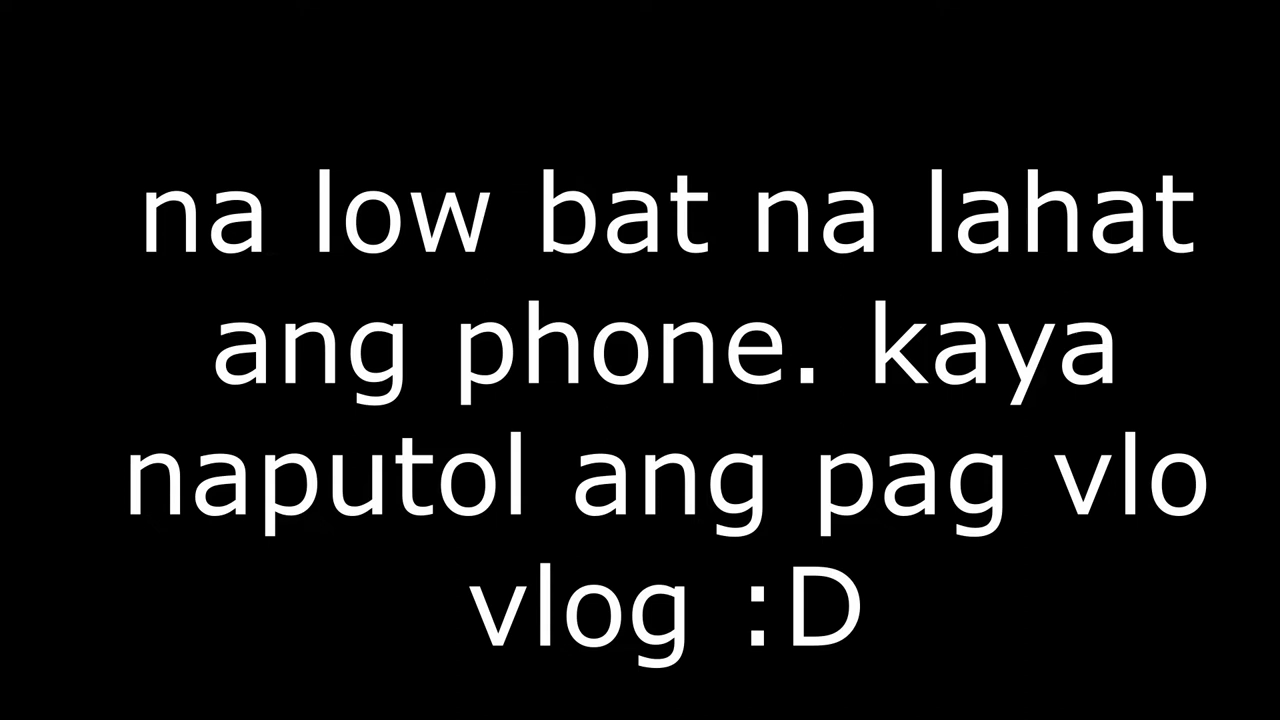 na low bat na lahat
ang phone. kaya
naputol ang pag vlo
vlog :D